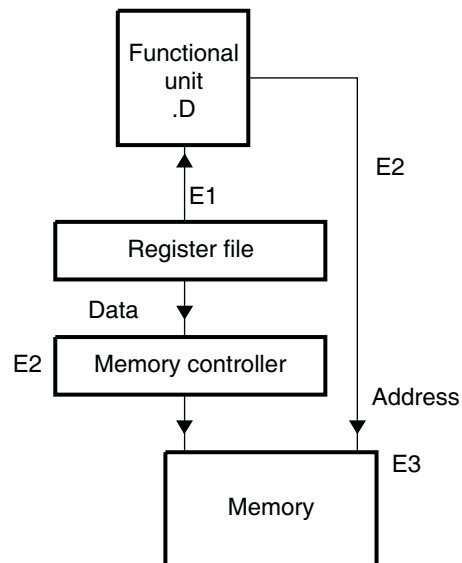 Functional
unit
.D
E2
E1
Register file
Data
E2
Memory controller
Address
E3
Memory